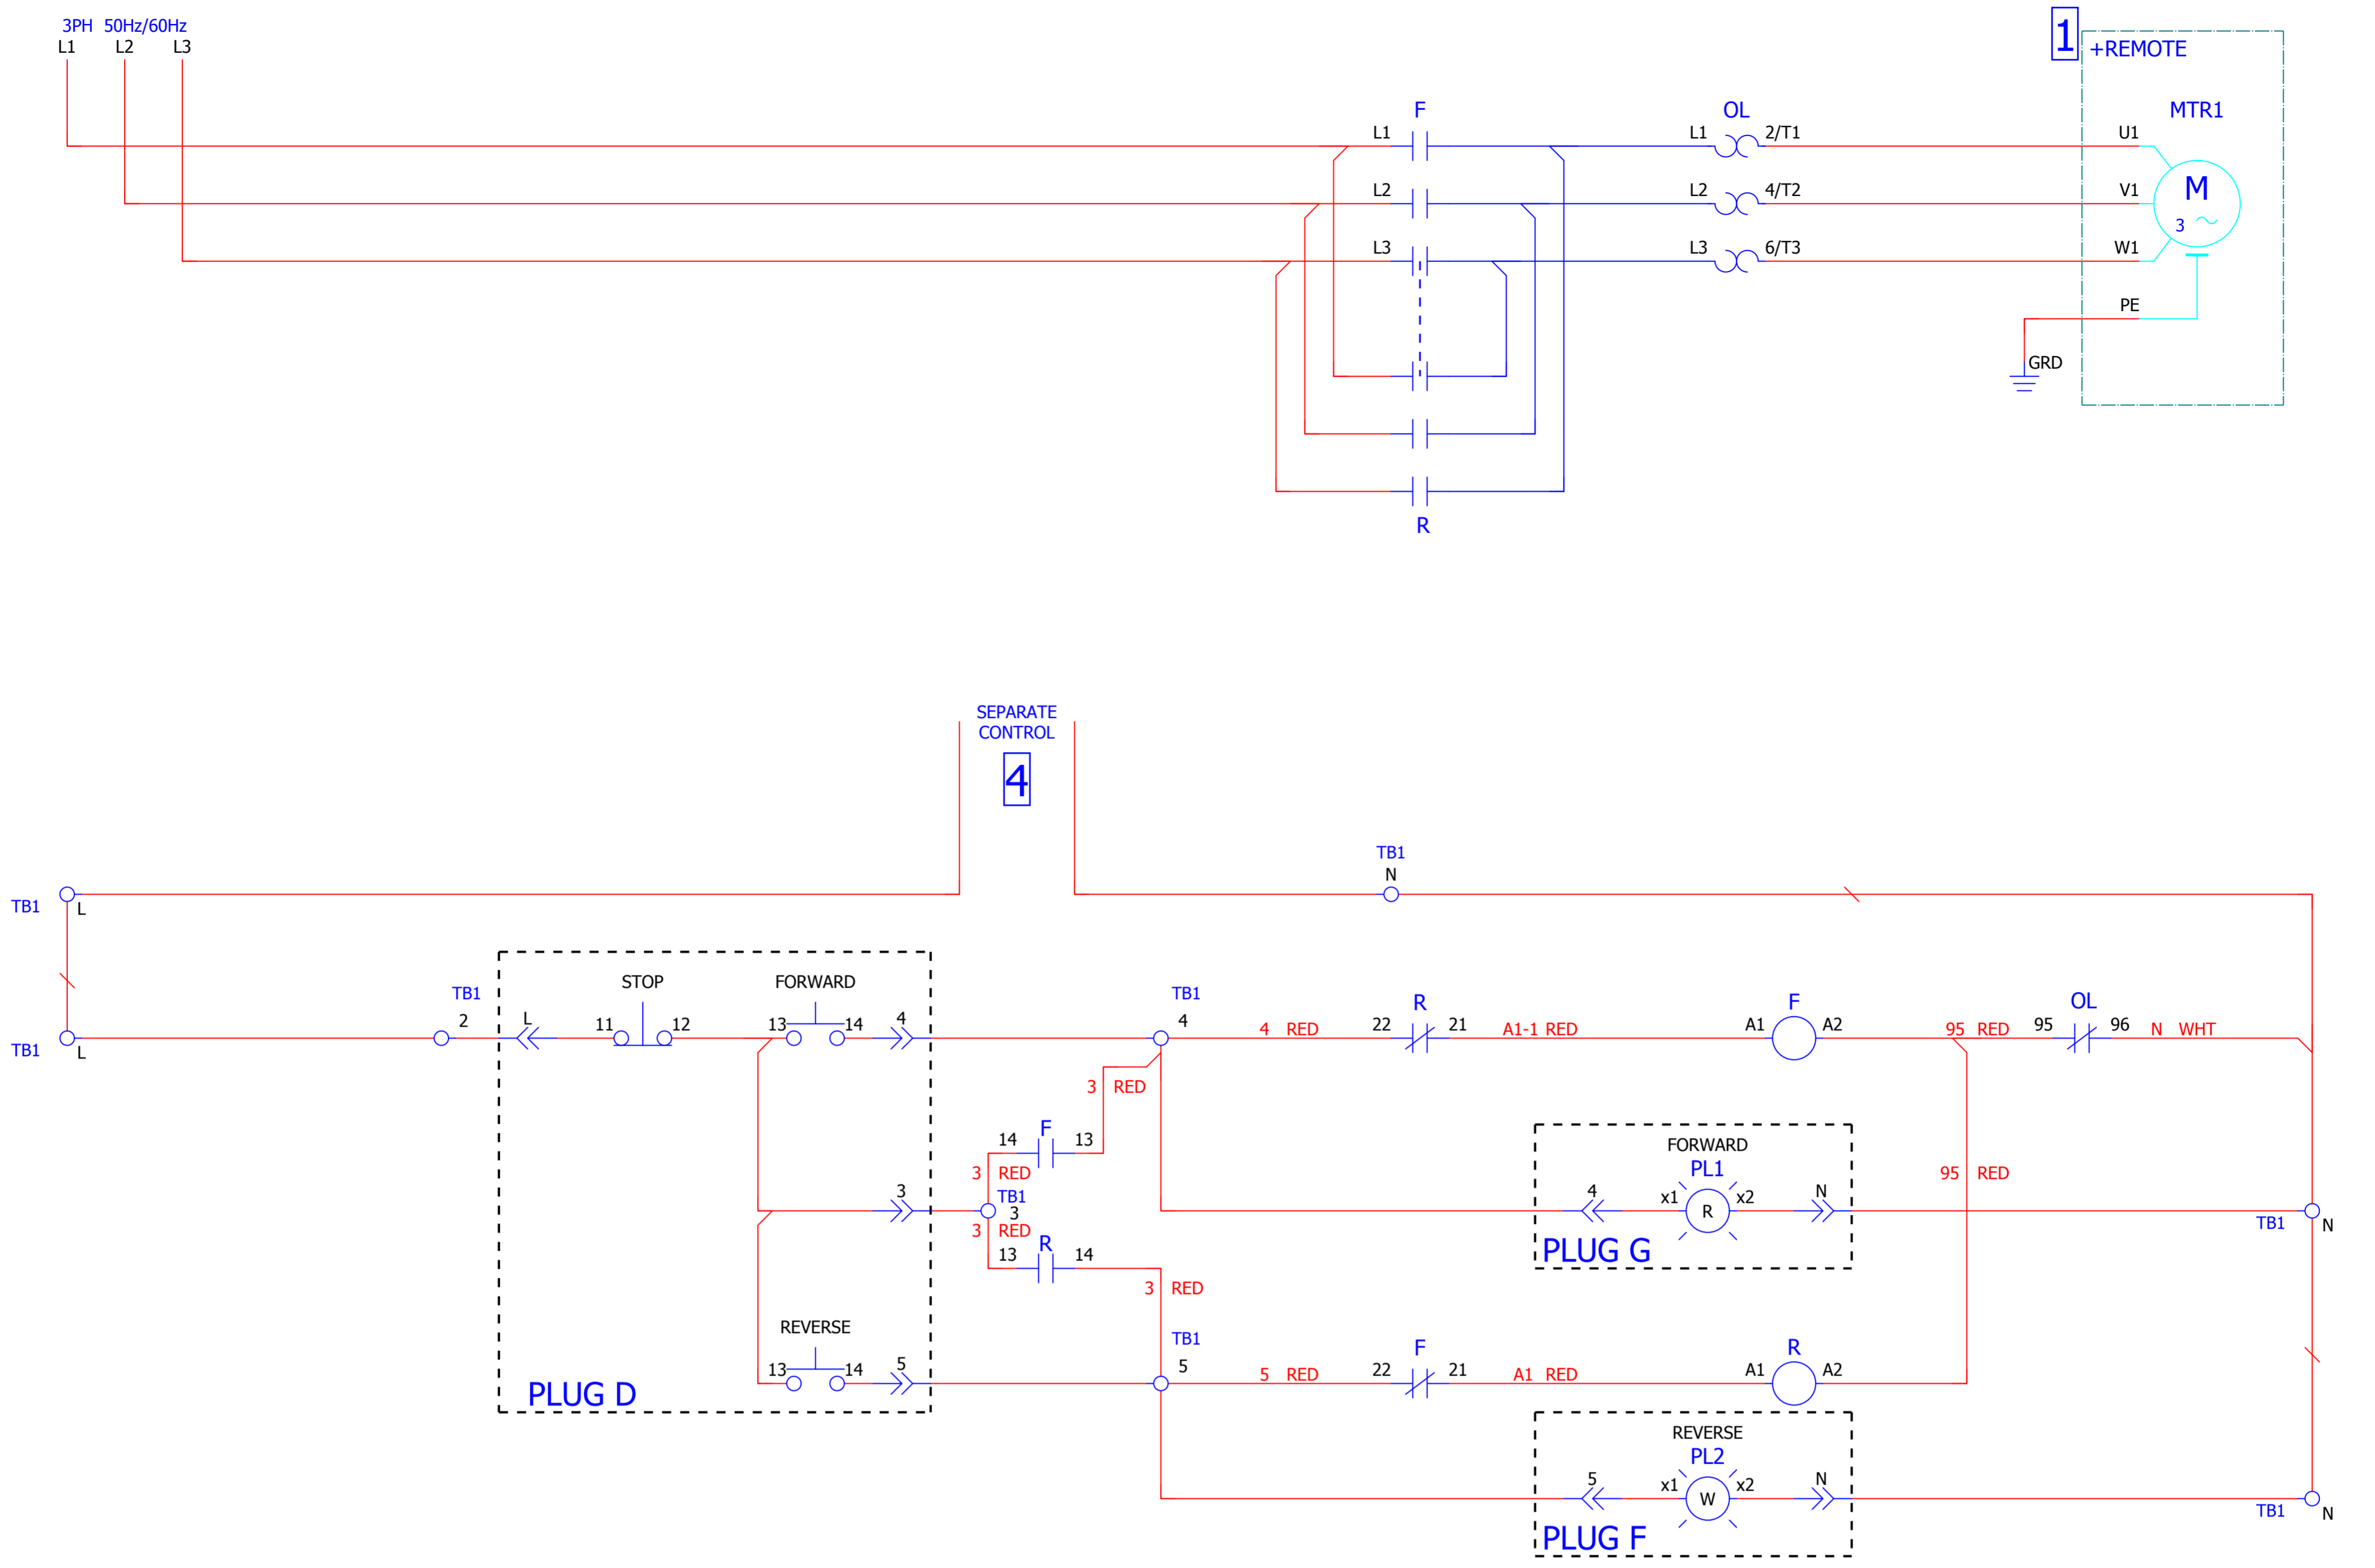 3PH 50Hz/60Hz
L1 L2 L3
1
+REMOTE
F OL MTR1
L1 L1 2/T1 U1
L2 L2 4/T2 V1
M
3
L3 L3 6/T3 W1
PE
GRD
R
SEPARATE
CONTROL
4
TB1
N
TB1 L
STOP FORWARD
TB1 TB1 R F OL
2 L 11 12 13 14 4 4 4 RED 22 21 A1-1 RED A1 A2 95 RED 95 96 N WHT
TB1 L
3 RED
F
14 13
FORWARD
PL1
3 RED 95 RED
3 TB1 4 x1 R x2 N
3
TB1 N
3 RED
R
13 14
PLUG G
3 RED
REVERSE TB1 F R
13 14 5 5 5 RED 22 21 A1 RED A1 A2
PLUG D
REVERSE
PL2
5 x1 W x2 N
TB1 N
PLUG F